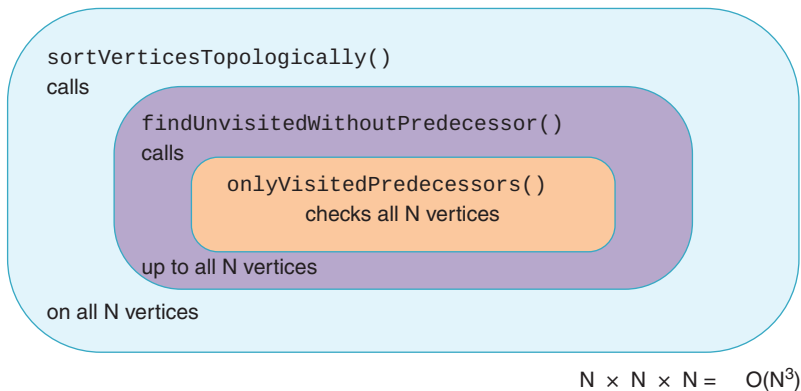 sortVerticesTopologically()
calls
findUnvisitedWithoutPredecessor()
calls
onlyVisitedPredecessors()
checks all N vertices
up to all N vertices
on all N vertices
N × N × N = O(N³)